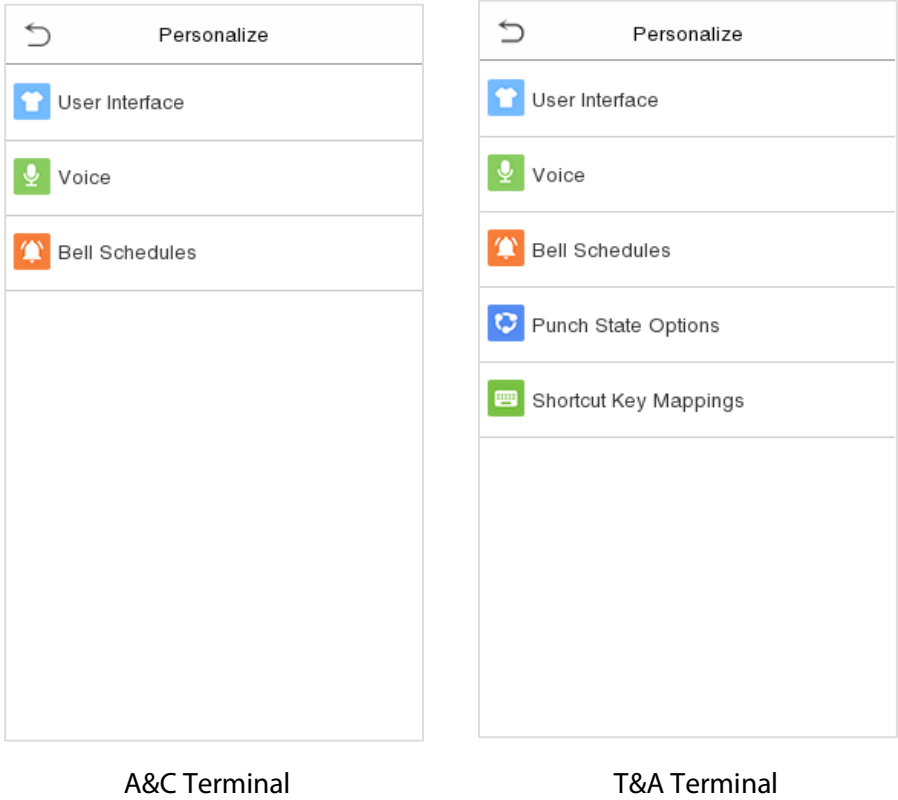 Personalize
User Interface
Voice
Bell Schedules
A&C Terminal
Personalize
User Interface
Voice
Bell Schedules
Punch State Options
Shortcut Key Mappings
T&A Terminal